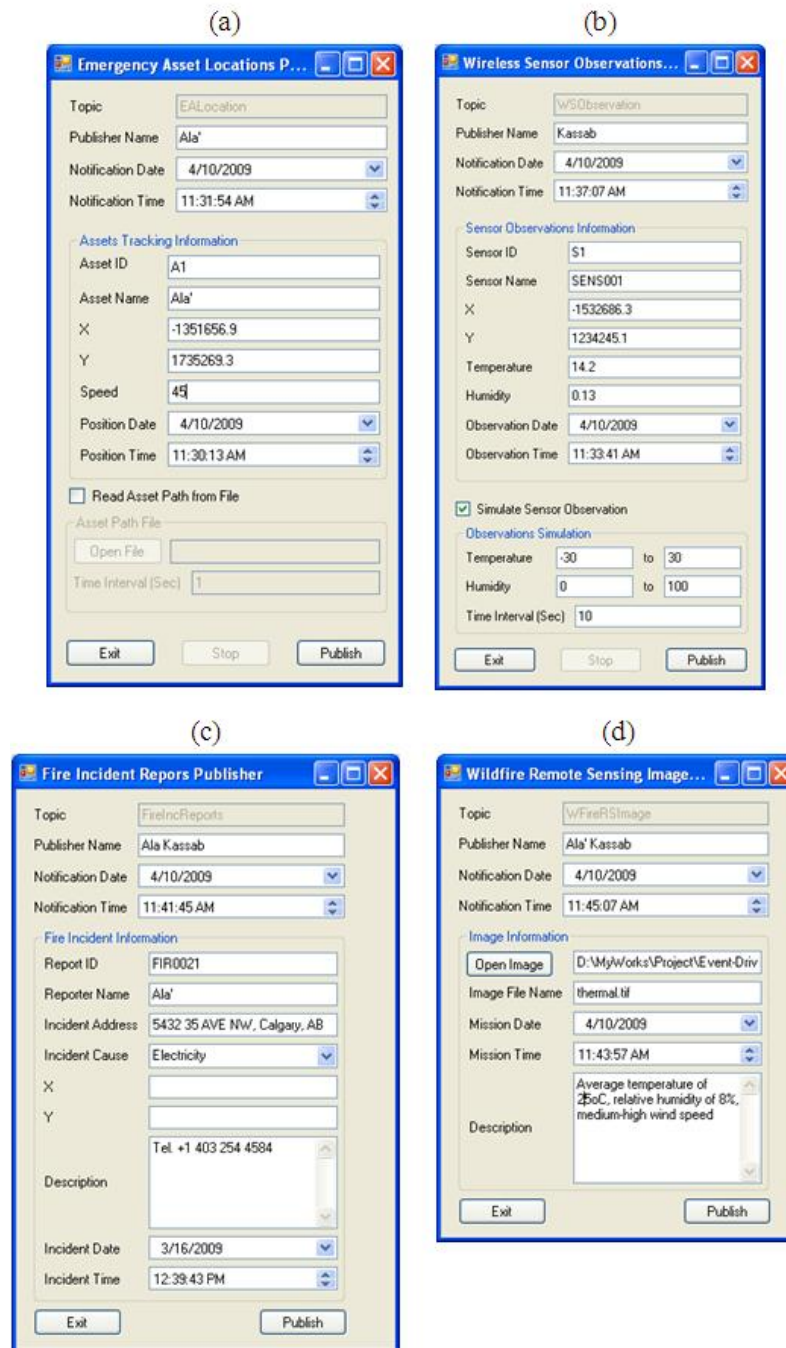 (a)
Emergency Asset Locations P...
Topic EALocation
Publisher Name Ala'
Notification Date 4/10/2009
Notification Time 11:31:54 AM
Assets Tracking Information
Asset ID A1
Asset Name Ala'
X -1351656.9
Y 1735269.3
Speed 45
Position Date 4/10/2009
Position Time 11:30:13 AM
Read Asset Path from File
Asset Path File
Open File
Time Interval (Sec) 1
Exit Stop Publish
(b)
Wireless Sensor Observations...
Topic WSObservation
Publisher Name Kassab
Notification Date 4/10/2009
Notification Time 11:37:07 AM
Sensor Observations Information
Sensor ID S1
Sensor Name SENS001
X -1532686.3
Y 1234245.1
Temperature 14.2
Humidity 0.13
Observation Date 4/10/2009
Observation Time 11:33:41 AM
Simulate Sensor Observation
Observations Simulation
Temperature -30 to 30
Humidity 0 to 100
Time Interval (Sec) 10
Exit Stop Publish
(c)
Fire Incident Repors Publisher
Topic FireIncReports
Publisher Name Ala Kassab
Notification Date 4/10/2009
Notification Time 11:41:45 AM
Fire Incident Information
Report ID FIR0021
Reporter Name Ala'
Incident Address 5432 35 AVE NW, Calgary, AB
Incident Cause Electricity
X
Y
Description Tel. +1 403 254 4584
Incident Date 3/16/2009
Incident Time 12:39:43 PM
Exit Publish
(d)
Wildfire Remote Sensing Image...
Topic WFireRSImage
Publisher Name Ala' Kassab
Notification Date 4/10/2009
Notification Time 11:45:07 AM
Image Information
Open Image D:\MyWorks\Project\Event-Driv
Image File Name thermal.tif
Mission Date 4/10/2009
Mission Time 11:43:57 AM
Description Average temperature of
25oC, relative humidity of 8%,
medium-high wind speed
Exit Publish